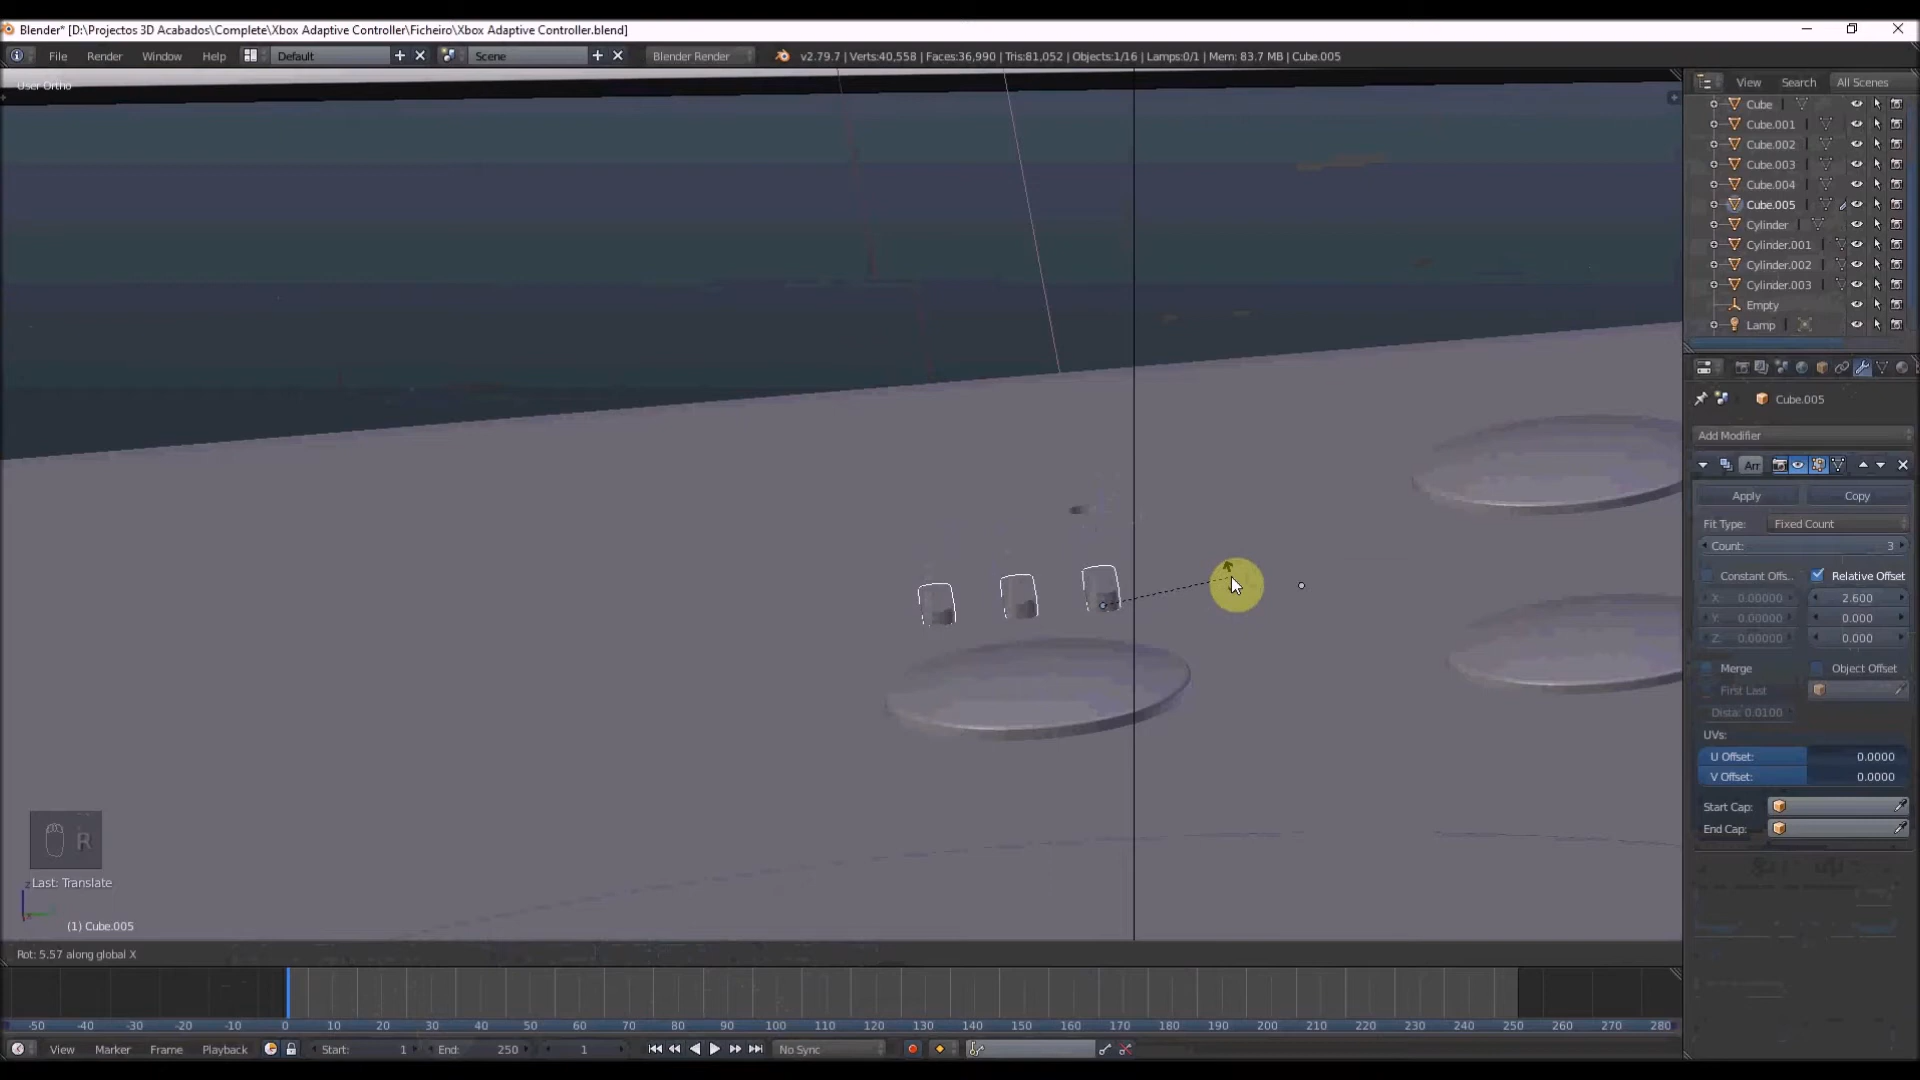 Blender* [D:\Projectos 3D Acabados\Complete\Xbox Adaptive Controller\Ficheiro\Xbox Adaptive Controller.blend]
File Render Window Help Default Scene Blender Render v2.79.7 | Verts:40,558 | Faces:36,990 | Tris:81,052 | Objects:1/16 | Lamps:0/1 | Mem: 83.7 MB | Cube.005
User Ortho
View Search All Scenes
Cube
Cube.001
Cube.002
Cube.003
Cube.004
Cube.005
Cylinder
Cylinder.001
Cylinder.002
Cylinder.003
Empty
Lamp
Cube.005
Add Modifier
Arr
Apply Copy
Fit Type: Fixed Count
Count: 3
Constant Offs.. Relative Offset
X: 0.00000 2.600
Y: 0.00000 0.000
Z: 0.00000 0.000
Merge Object Offset
First Last
Dista: 0.0100
UVs:
U Offset: 0.0000
V Offset: 0.0000
Start Cap:
End Cap:
R
Last: Translate
(1) Cube.005
Rot: 5.57 along global X
-50 -40 -30 -20 -10 0 10 20 30 40 50 60 70 80 90 100 110 120 130 140 150 160 170 180 190 200 210 220 230 240 250 260 270 280
View Marker Frame Playback Start: 1 End: 250 1 No Sync